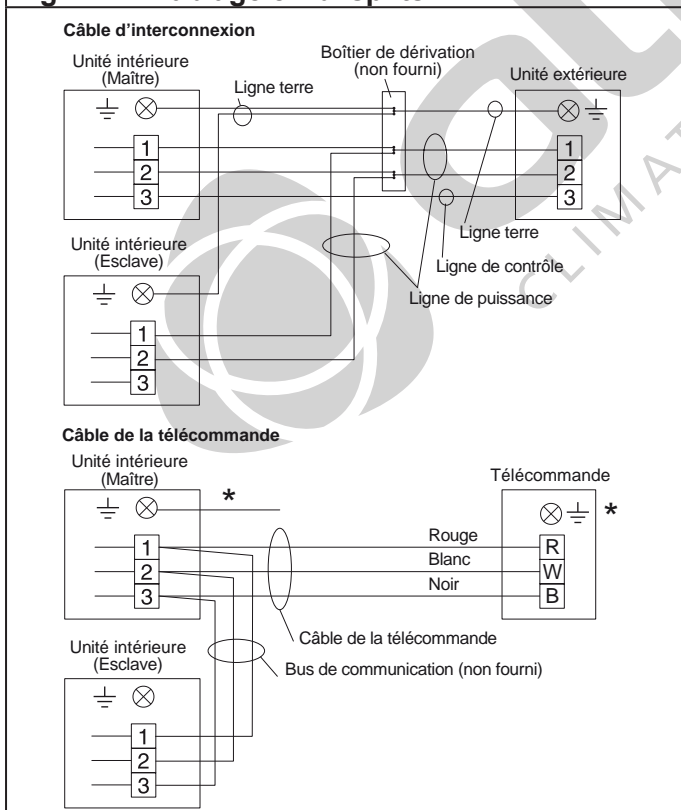 Câble d'interconnexion
Unité intérieure
(Maître)
Ligne terre
Boîtier de dérivation
(non fourni)
Unité extérieure
1
2
3
1
2
3
Unité intérieure
(Esclave)
Ligne terre
Ligne de contrôle
Ligne de puissance
1
2
3
Câble de la télécommande
Unité intérieure
(Maître)
*
Télécommande
*
1
2
3
Rouge
Blanc
Noir
R
W
B
Câble de la télécommande
Bus de communication (non fourni)
Unité intérieure
(Esclave)
1
2
3